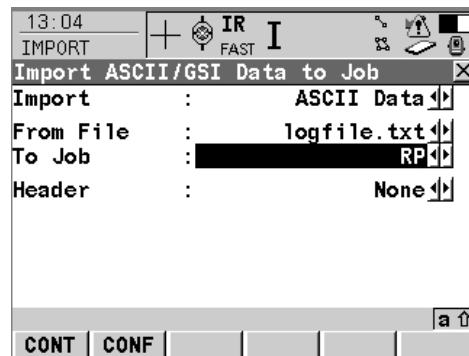 13:04
IMPORT
IR
FAST I
Import ASCII/GSI Data to Job
Import : ASCII Data
From File : logfile.txt
To Job : RP
Header : None
a
CONT CONF